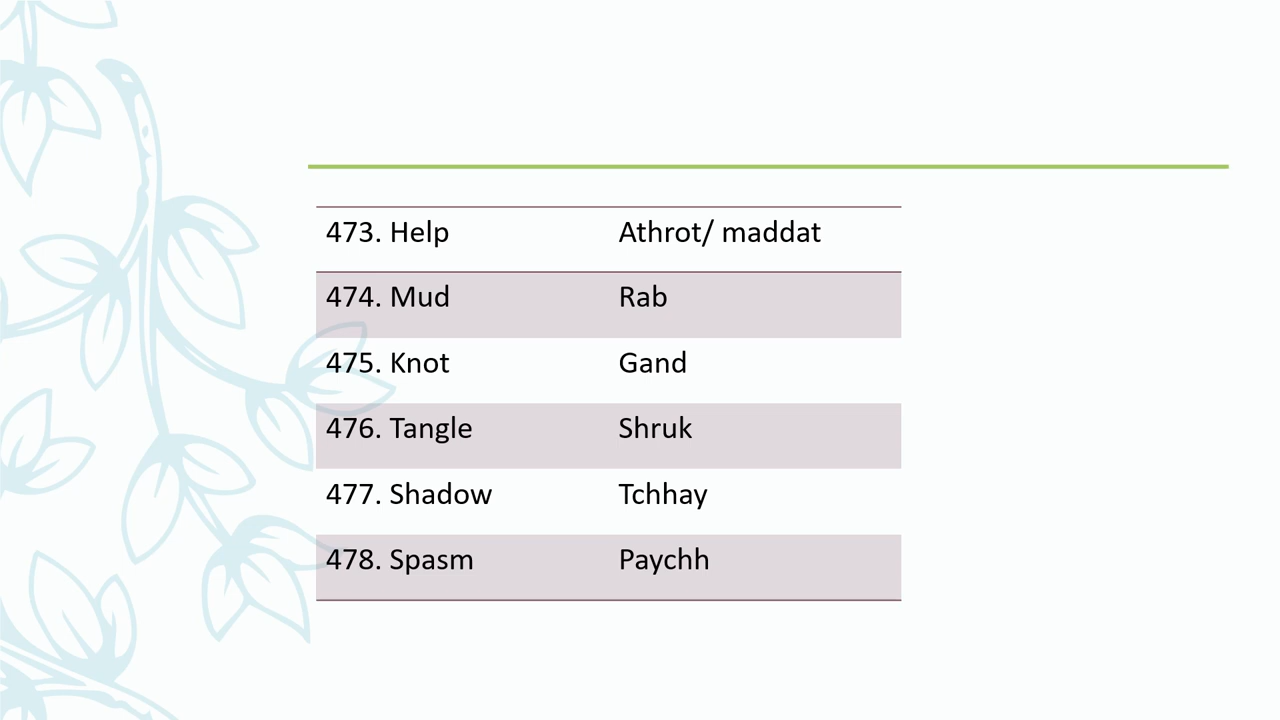 473. Help Athrot/ maddat
474. Mud Rab
475. Knot Gand
476. Tangle Shruk
477. Shadow Tchhay
478. Spasm Paychh